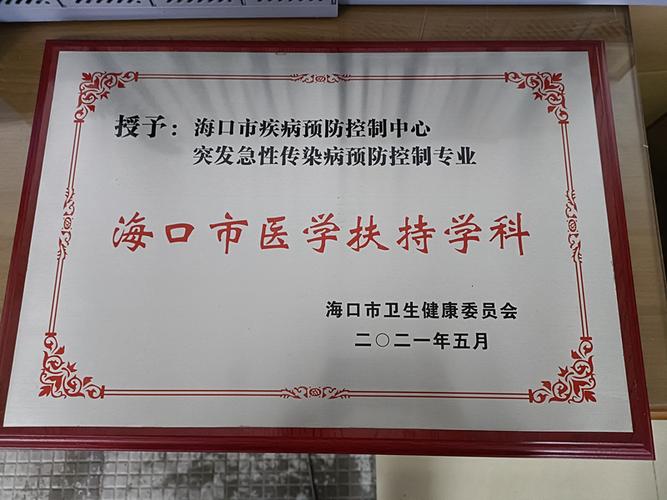 授予：海口市疾病预防控制中心
突发急性传染病预防控制专业
海口市医学扶持学科
海口市卫生健康委员会
二〇二一年五月